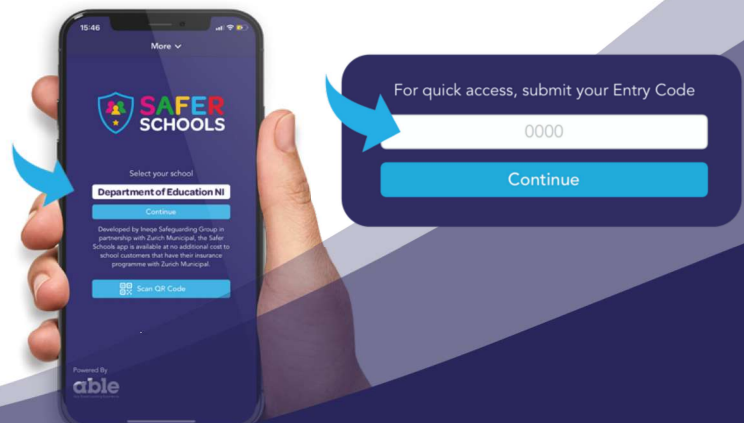 15:46
More
SAFER
SCHOOLS
Select your school
Department of Education NI
Continue
Developed by Ineqe Safeguarding Group in
partnership with Zurich Municipal, the Safer
Schools app is available at no additional cost to
school customers that have their insurance
programme with Zurich Municipal.
Scan QR Code
Powered By
able
For quick access, submit your Entry Code
0000
Continue